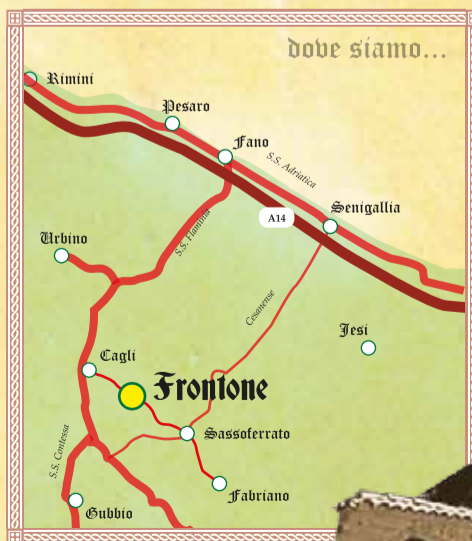 dove siamo...
Rimini
Pesaro
Fano
S.S. Adriatica
A14
Senigallia
S.S. Flaminia
Urbino
Cesanense
Jesi
Cagli
Frontone
Sassoferrato
S.S. Contessa
Fabriano
Gubbio